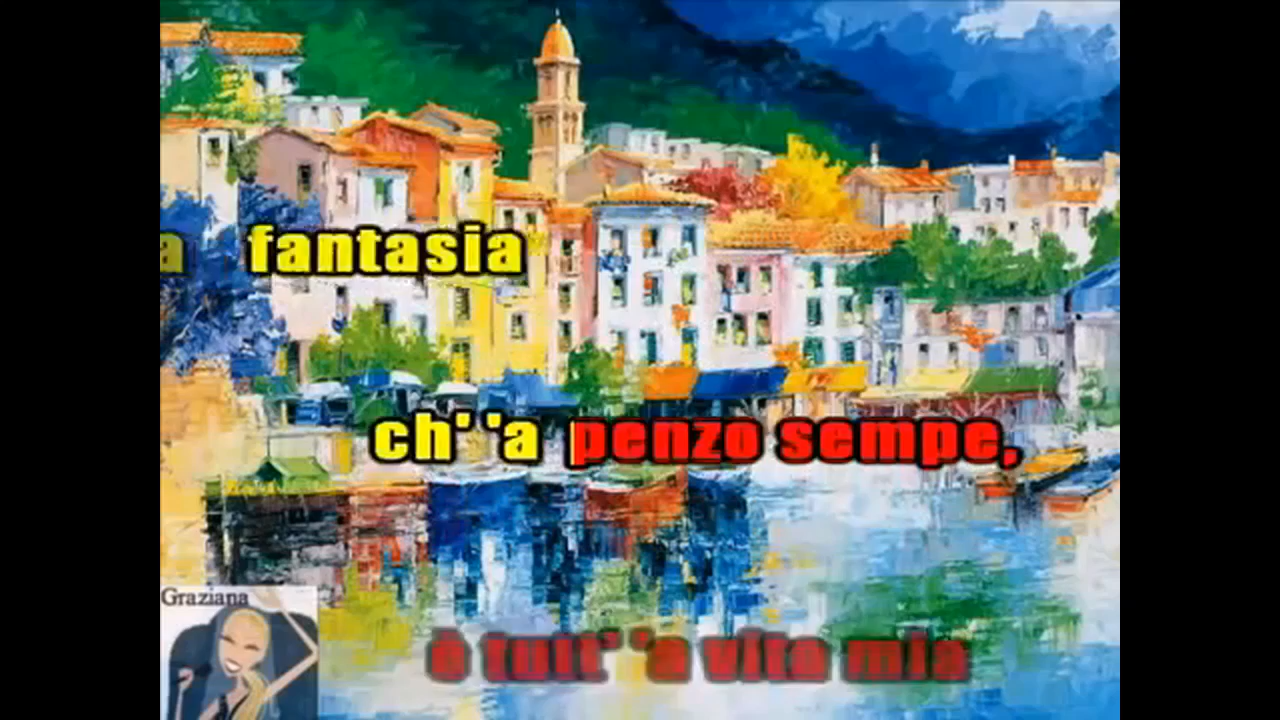 a fantasia
ch' 'a penzo sempe,
è tutt' 'a vita mia
Graziana